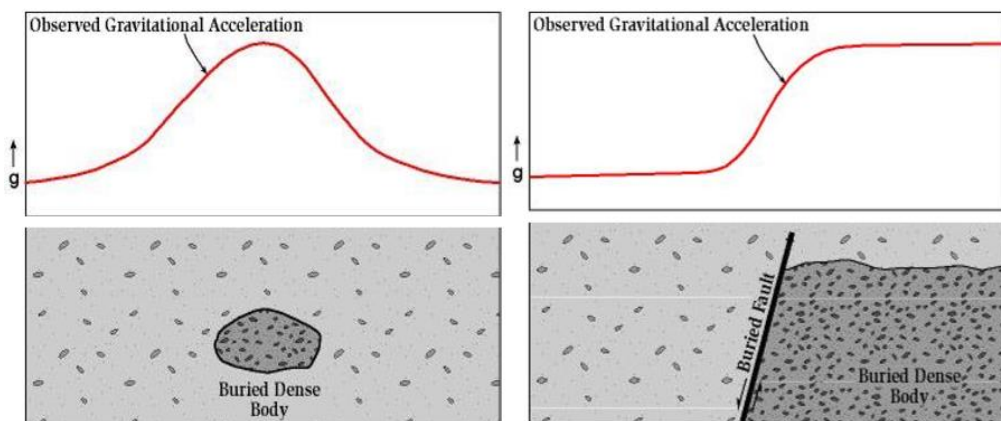 Observed Gravitational Acceleration
g
Buried Dense
Body
Observed Gravitational Acceleration
g
Buried Fault
Buried Dense
Body